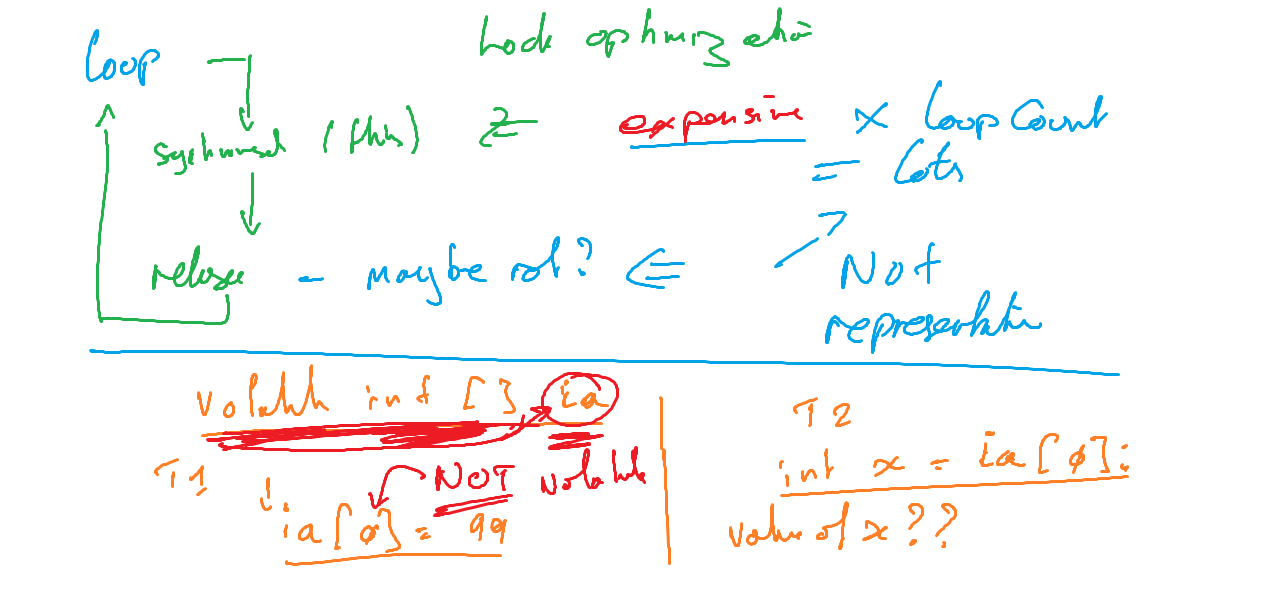 Lock optimization
loop
synchronized (this) expensive x loop Count
= lots
release - maybe not? Not
representative
volatile int [] ia
T1 NOT volatile
ia[0] = 99
T2
int x = ia[0];
value of x??